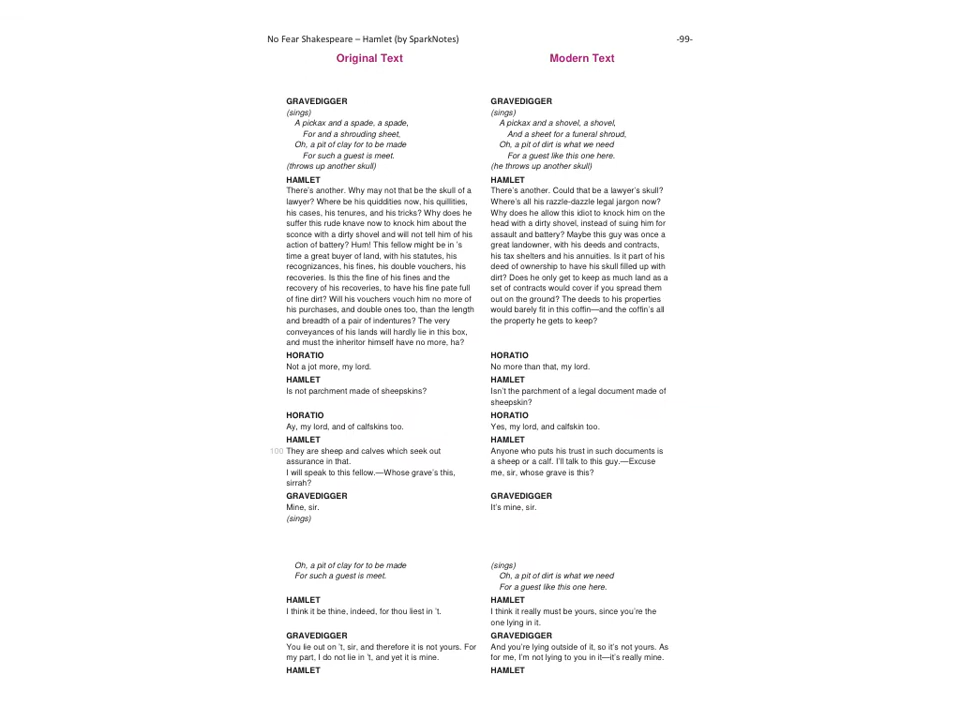 No Fear Shakespeare – Hamlet (by SparkNotes) -99-
Original Text
GRAVEDIGGER
(sings)
A pickax and a spade, a spade,
For and a shrouding sheet,
Oh, a pit of clay for to be made
For such a guest is meet.
(throws up another skull)
HAMLET
There's another. Why may not that be the skull of a
lawyer? Where be his quiddities now, his quillities,
his cases, his tenures, and his tricks? Why does he
suffer this rude knave now to knock him about the
sconce with a dirty shovel and will not tell him of his
action of battery? Hum! This fellow might be in 's
time a great buyer of land, with his statutes, his
recognizances, his fines, his double vouchers, his
recoveries. Is this the fine of his fines and the
recovery of his recoveries, to have his fine pate full
of fine dirt? Will his vouchers vouch him no more of
his purchases, and double ones too, than the length
and breadth of a pair of indentures? The very
conveyances of his lands will hardly lie in this box,
and must the inheritor himself have no more, ha?
HORATIO
Not a jot more, my lord.
HAMLET
Is not parchment made of sheepskins?
HORATIO
Ay, my lord, and of calfskins too.
HAMLET
100 They are sheep and calves which seek out
assurance in that.
I will speak to this fellow.—Whose grave's this,
sirrah?
GRAVEDIGGER
Mine, sir.
(sings)
Oh, a pit of clay for to be made
For such a guest is meet.
HAMLET
I think it be thine, indeed, for thou liest in 't.
GRAVEDIGGER
You lie out on 't, sir, and therefore it is not yours. For
my part, I do not lie in 't, and yet it is mine.
HAMLET
Modern Text
GRAVEDIGGER
(sings)
A pickax and a shovel, a shovel,
And a sheet for a funeral shroud,
Oh, a pit of dirt is what we need
For a guest like this one here.
(he throws up another skull)
HAMLET
There's another. Could that be a lawyer's skull?
Where's all his razzle-dazzle legal jargon now?
Why does he allow this idiot to knock him on the
head with a dirty shovel, instead of suing him for
assault and battery? Maybe this guy was once a
great landowner, with his deeds and contracts,
his tax shelters and his annuities. Is it part of his
deed of ownership to have his skull filled up with
dirt? Does he only get to keep as much land as a
set of contracts would cover if you spread them
out on the ground? The deeds to his properties
would barely fit in this coffin—and the coffin's all
the property he gets to keep?
HORATIO
No more than that, my lord.
HAMLET
Isn't the parchment of a legal document made of
sheepskin?
HORATIO
Yes, my lord, and calfskin too.
HAMLET
Anyone who puts his trust in such documents is
a sheep or a calf. I'll talk to this guy.—Excuse
me, sir, whose grave is this?
GRAVEDIGGER
It's mine, sir.
(sings)
Oh, a pit of dirt is what we need
For a guest like this one here.
HAMLET
I think it really must be yours, since you're the
one lying in it.
GRAVEDIGGER
And you're lying outside of it, so it's not yours. As
for me, I'm not lying to you in it—it's really mine.
HAMLET